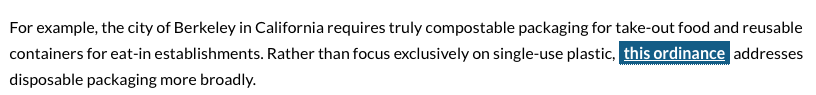 For example, the city of Berkeley in California requires truly compostable packaging for take-out food and reusable
containers for eat-in establishments. Rather than focus exclusively on single-use plastic, this ordinance addresses
disposable packaging more broadly.